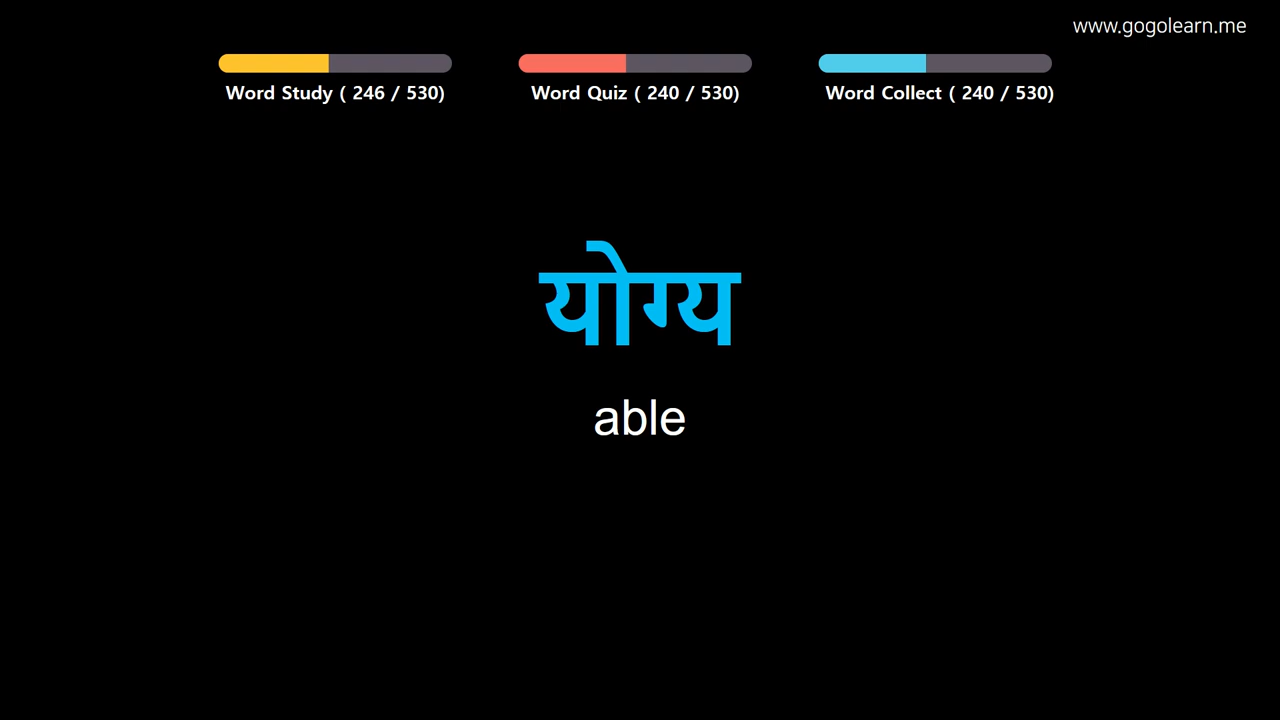 www.gogolearn.me
Word Study ( 246 / 530)
Word Quiz ( 240 / 530)
Word Collect ( 240 / 530)
योग्य
able